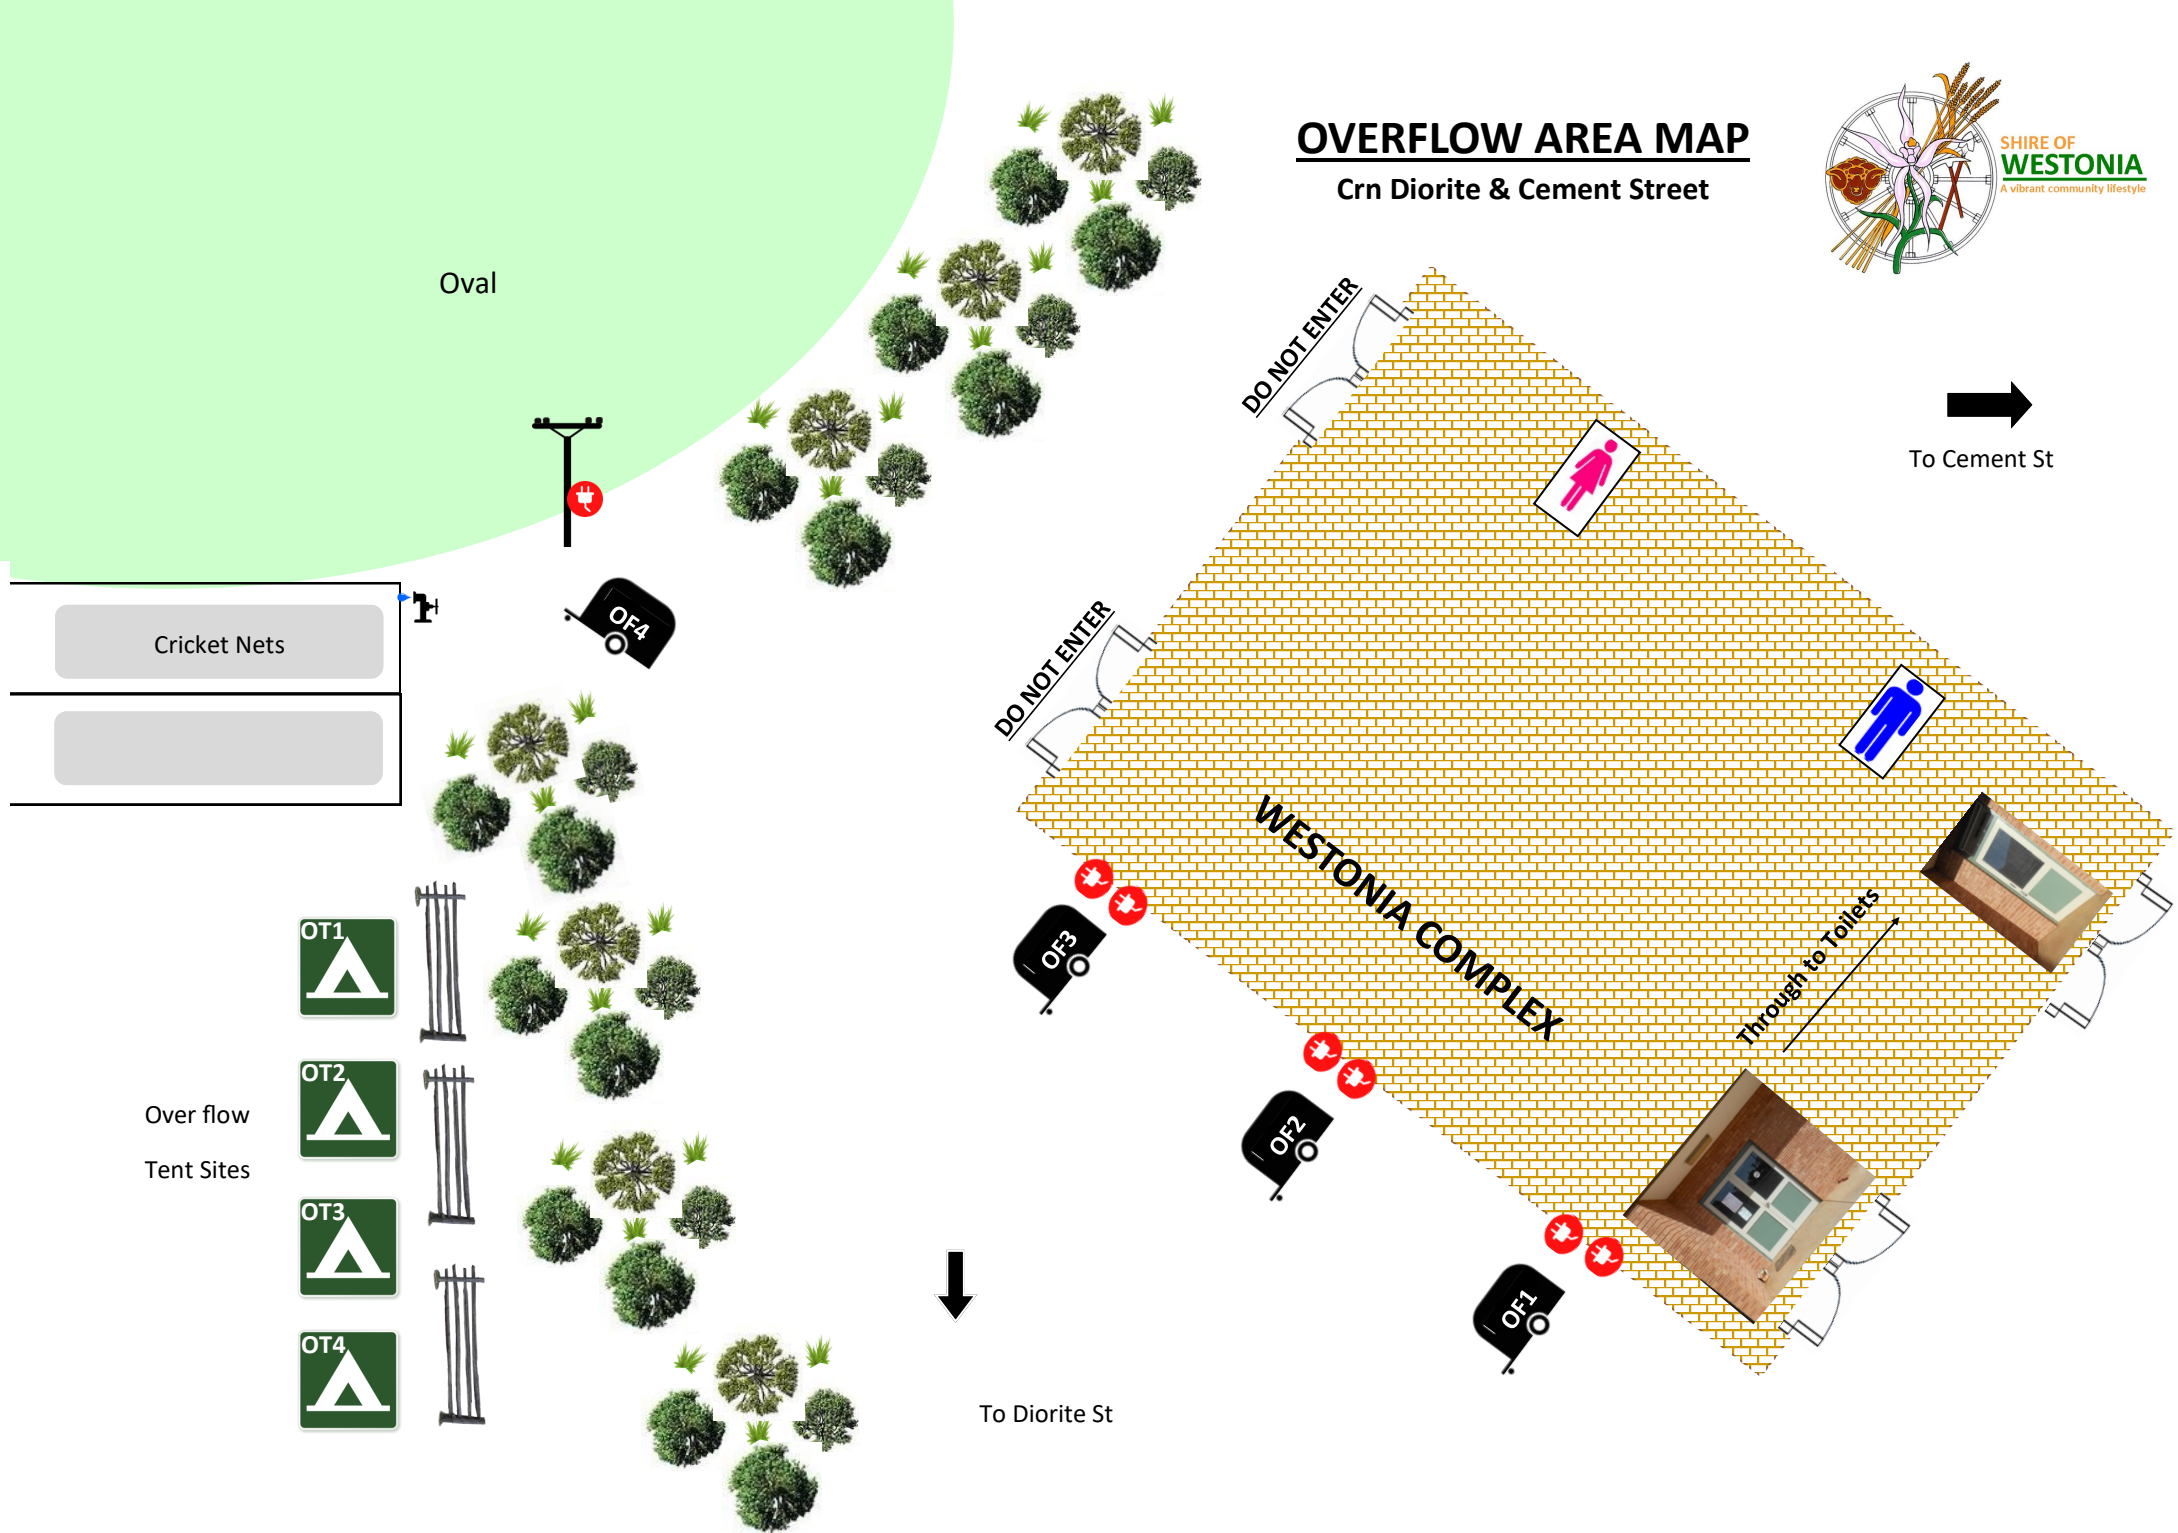 OVERFLOW AREA MAP
Crn Diorite & Cement Street
SHIRE OF
WESTONIA
A vibrant community lifestyle
Oval
DO NOT ENTER
To Cement St
DO NOT ENTER
OF4
Cricket Nets
WESTONIA COMPLEX
Through to Toilets
OF3
OF2
OF1
OT1
OT2
Over flow
Tent Sites
OT3
OT4
To Diorite St